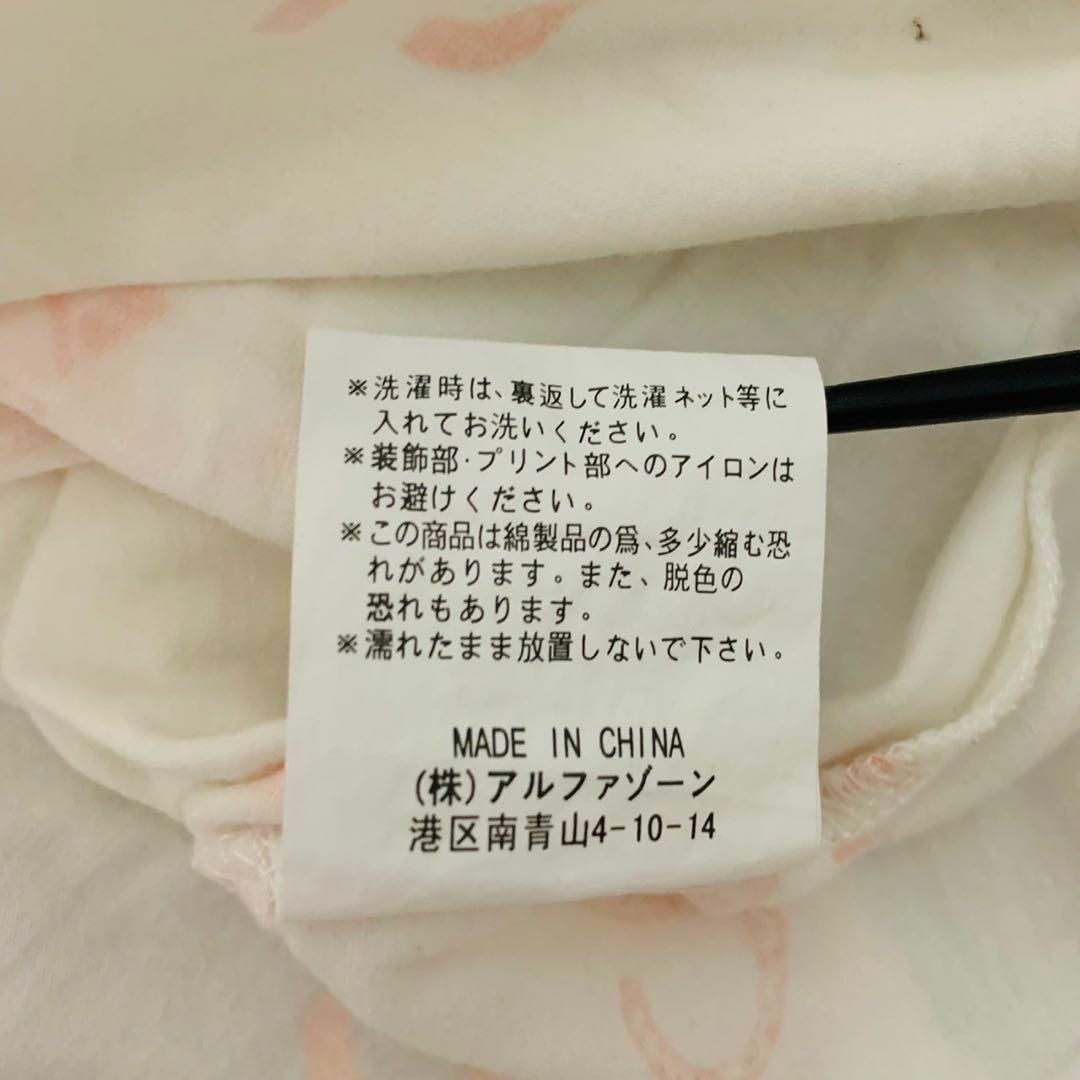 ※洗濯時は、裏返して洗濯ネット等に
入れてお洗いください。
※装飾部・プリント部へのアイロンは
お避けください。
※この商品は綿製品の爲、多少縮む恐
れがあります。また、脱色の
恐れもあります。
※濡れたまま放置しないで下さい。
MADE IN CHINA
(株)アルファゾーン
港区南青山4-10-14